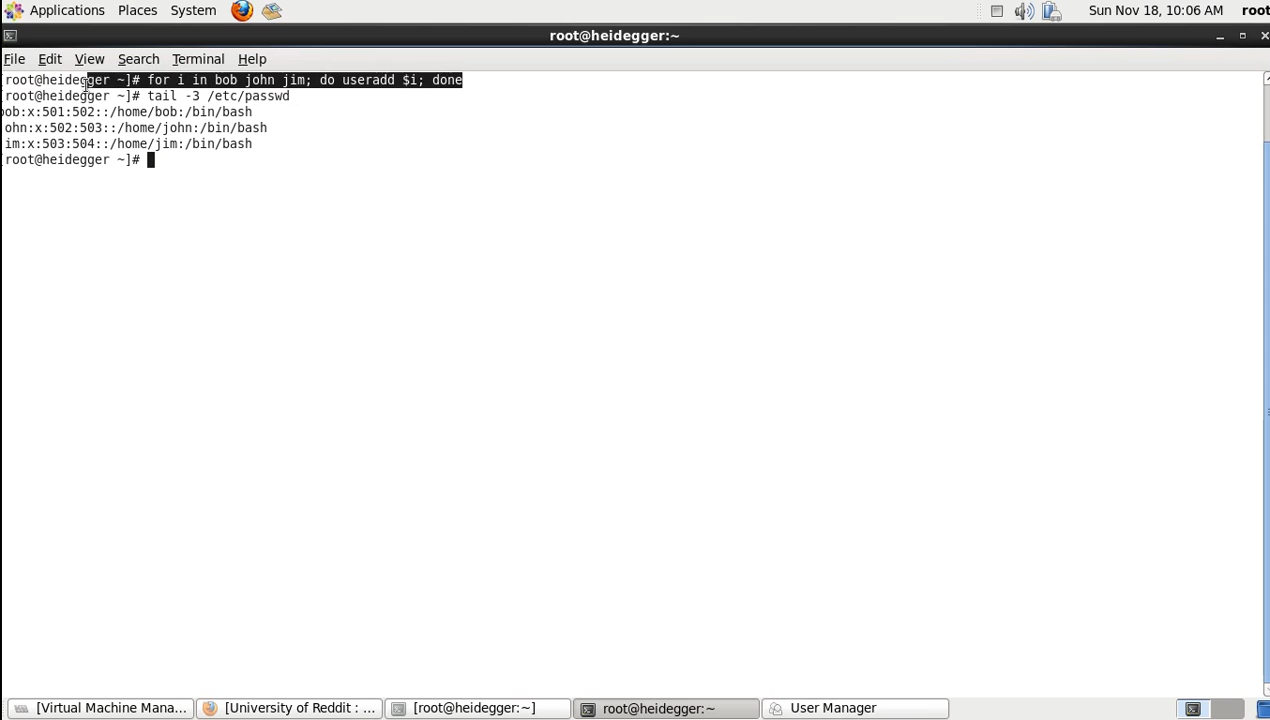 Applications Places System Sun Nov 18, 10:06 AM root
root@heidegger:~
File Edit View Search Terminal Help
[root@heidegger ~]# for i in bob john jim; do useradd $i; done
[root@heidegger ~]# tail -3 /etc/passwd
bob:x:501:502::/home/bob:/bin/bash
ohn:x:502:503::/home/john:/bin/bash
im:x:503:504::/home/jim:/bin/bash
[root@heidegger ~]#
[Virtual Machine Mana... [University of Reddit : ... [root@heidegger:~] root@heidegger:~ User Manager